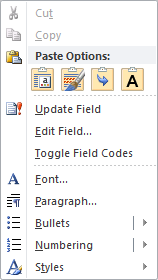 Cut
Copy
Paste Options:
A
Update Field
Edit Field...
Toggle Field Codes
A Font...
Paragraph...
Bullets
Numbering
A Styles